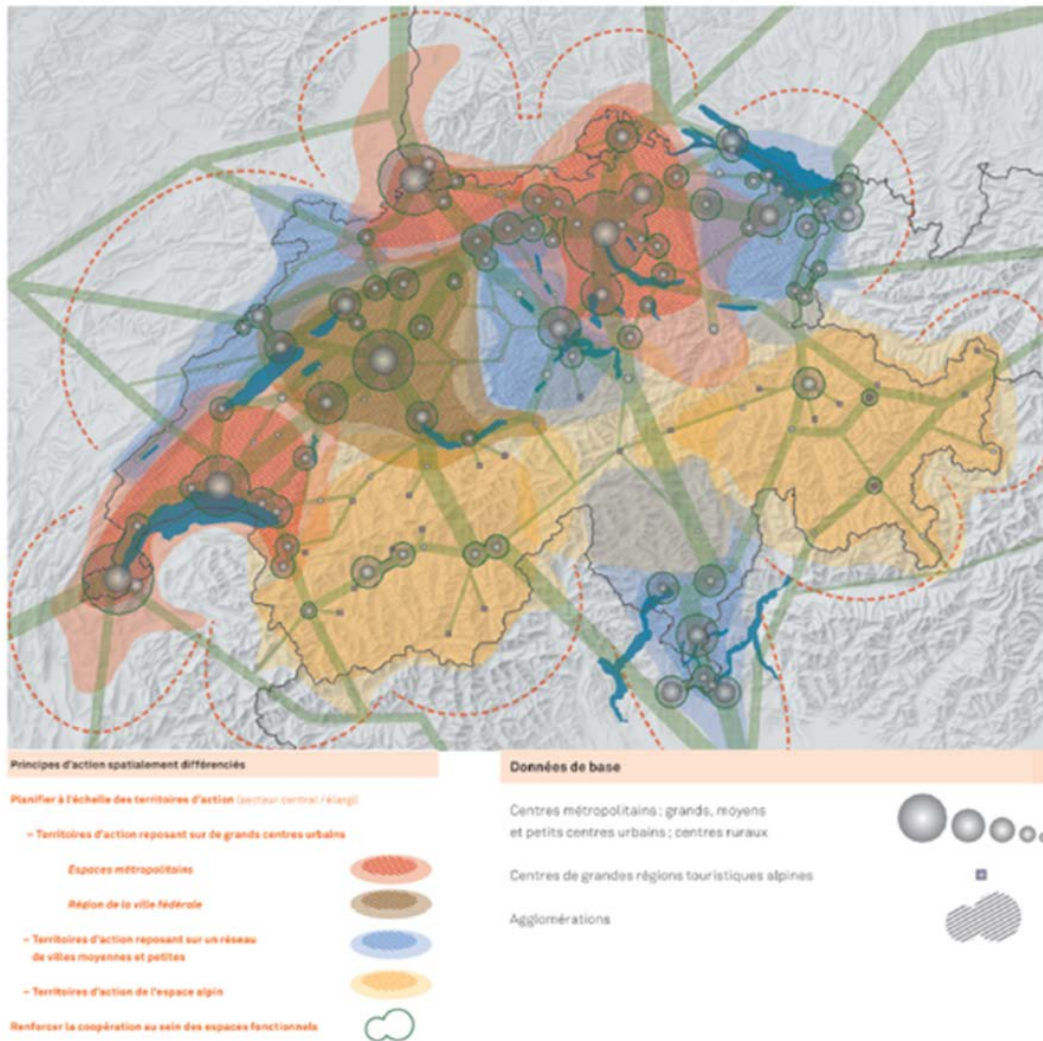 Principes d'action spatialement différenciés
Planifier à l'échelle des territoires d'action (secteur central / élargi)
– Territoires d'action reposant sur de grands centres urbains
Espaces métropolitains
Région de la ville fédérale
– Territoires d'action reposant sur un réseau
de villes moyennes et petites
– Territoires d'action de l'espace alpin
Renforcer la coopération au sein des espaces fonctionnels
Données de base
Centres métropolitains ; grands, moyens
et petits centres urbains ; centres ruraux
Centres de grandes régions touristiques alpines
Agglomérations